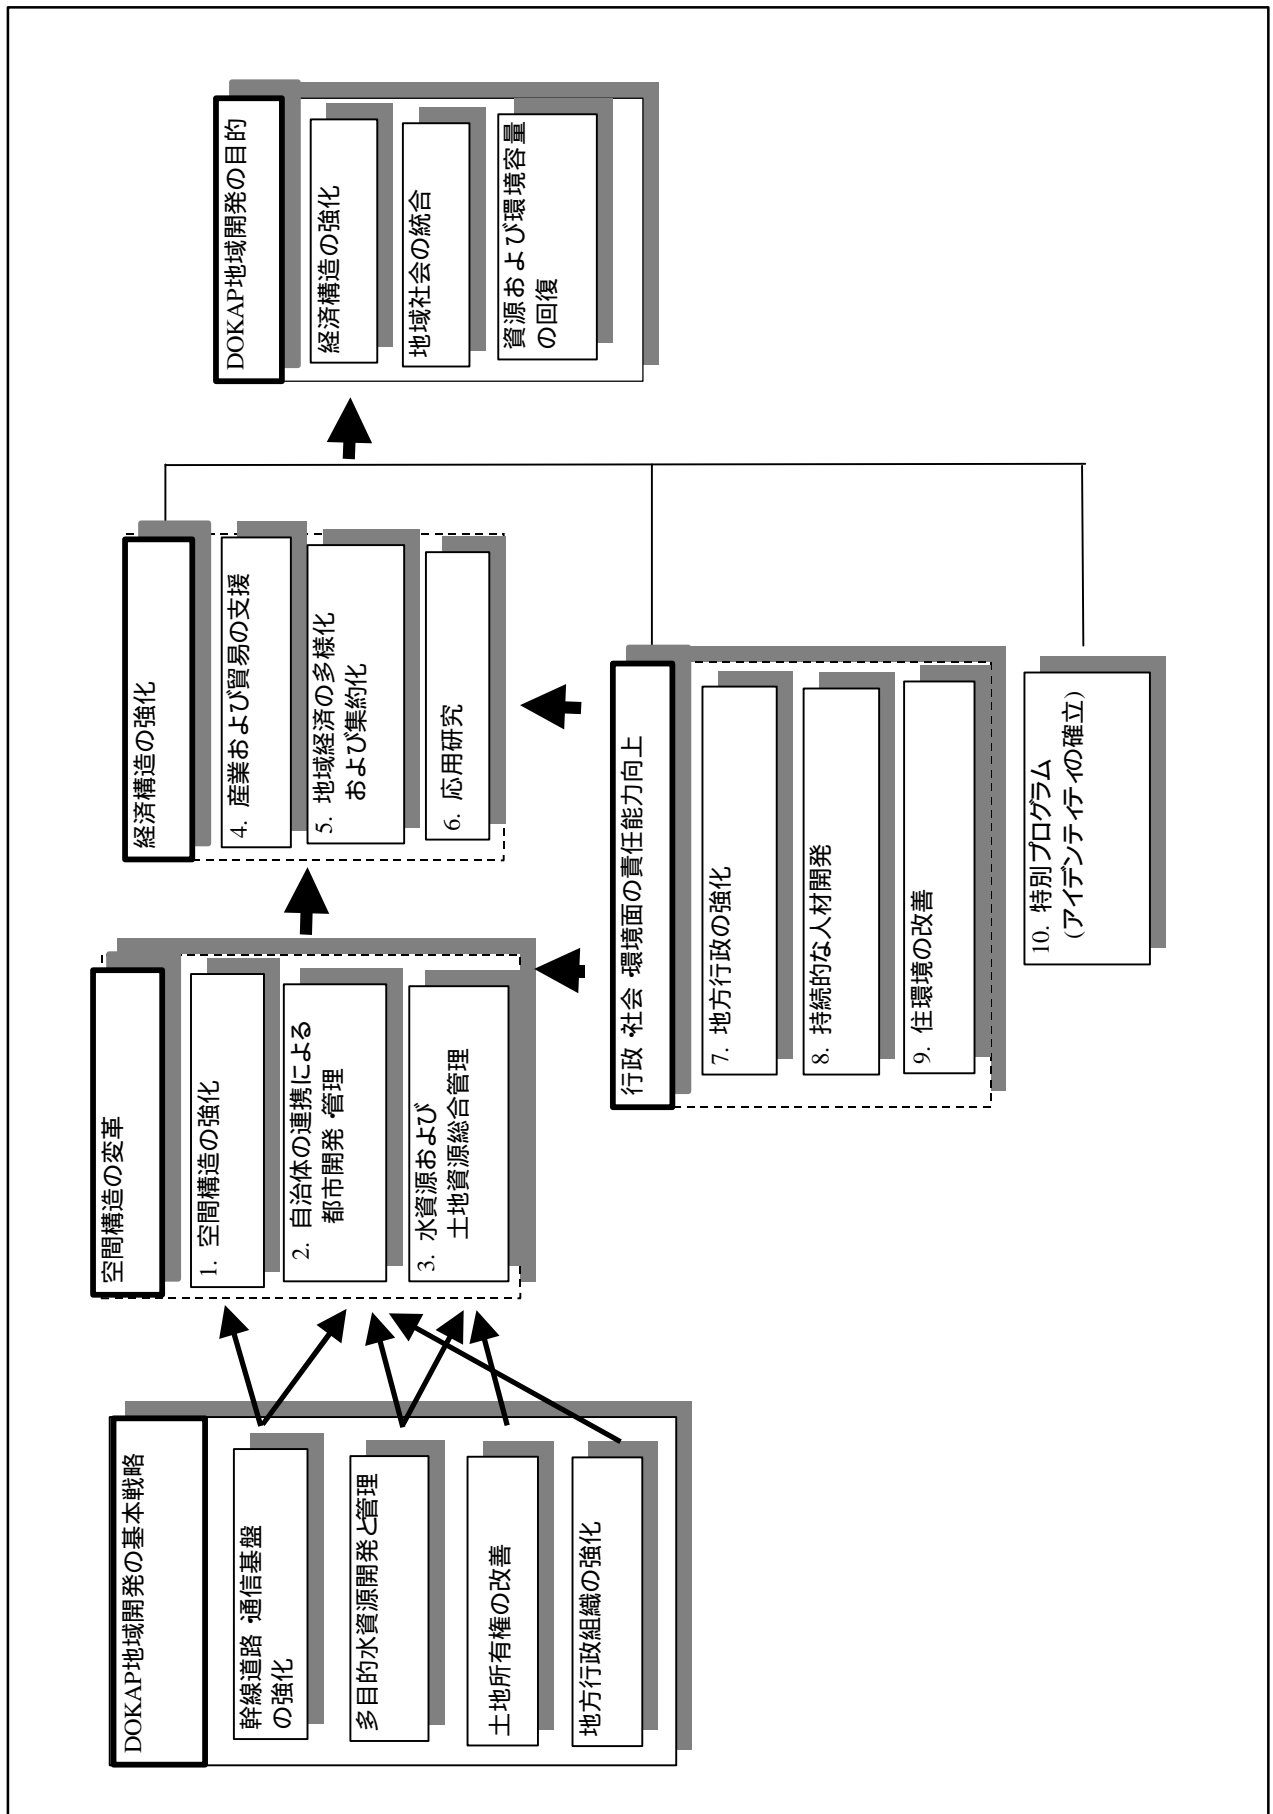 DOKAP地域開発の基本戦略
幹線道路・通信基盤
の強化
多目的水資源開発と管理
土地所有権の改善
地方行政組織の強化
空間構造の変革
1. 空間構造の強化
2. 自治体の連携による
都市開発・管理
3. 水資源および
土地資源総合管理
経済構造の強化
4. 産業および貿易の支援
5. 地域経済の多様化
および集約化
6. 応用研究
行政・社会・環境面の責任能力向上
7. 地方行政の強化
8. 持続的な人材開発
9. 住環境の改善
10. 特別プログラム
(アイデンティティの確立)
DOKAP地域開発の目的
経済構造の強化
地域社会の統合
資源および環境容量
の回復